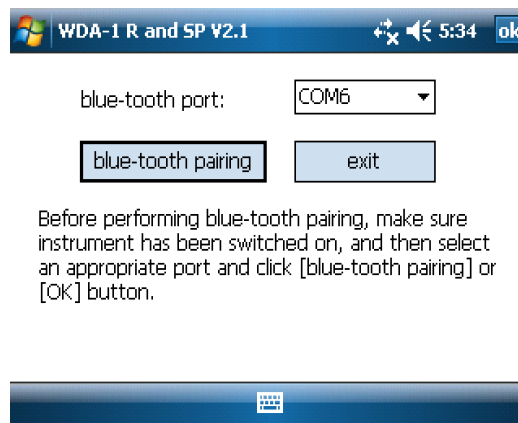 WDA-1 R and SP V2.1 5:34 ok
blue-tooth port: COM6
blue-tooth pairing exit
Before performing blue-tooth pairing, make sure
instrument has been switched on, and then select
an appropriate port and click [blue-tooth pairing] or
[OK] button.